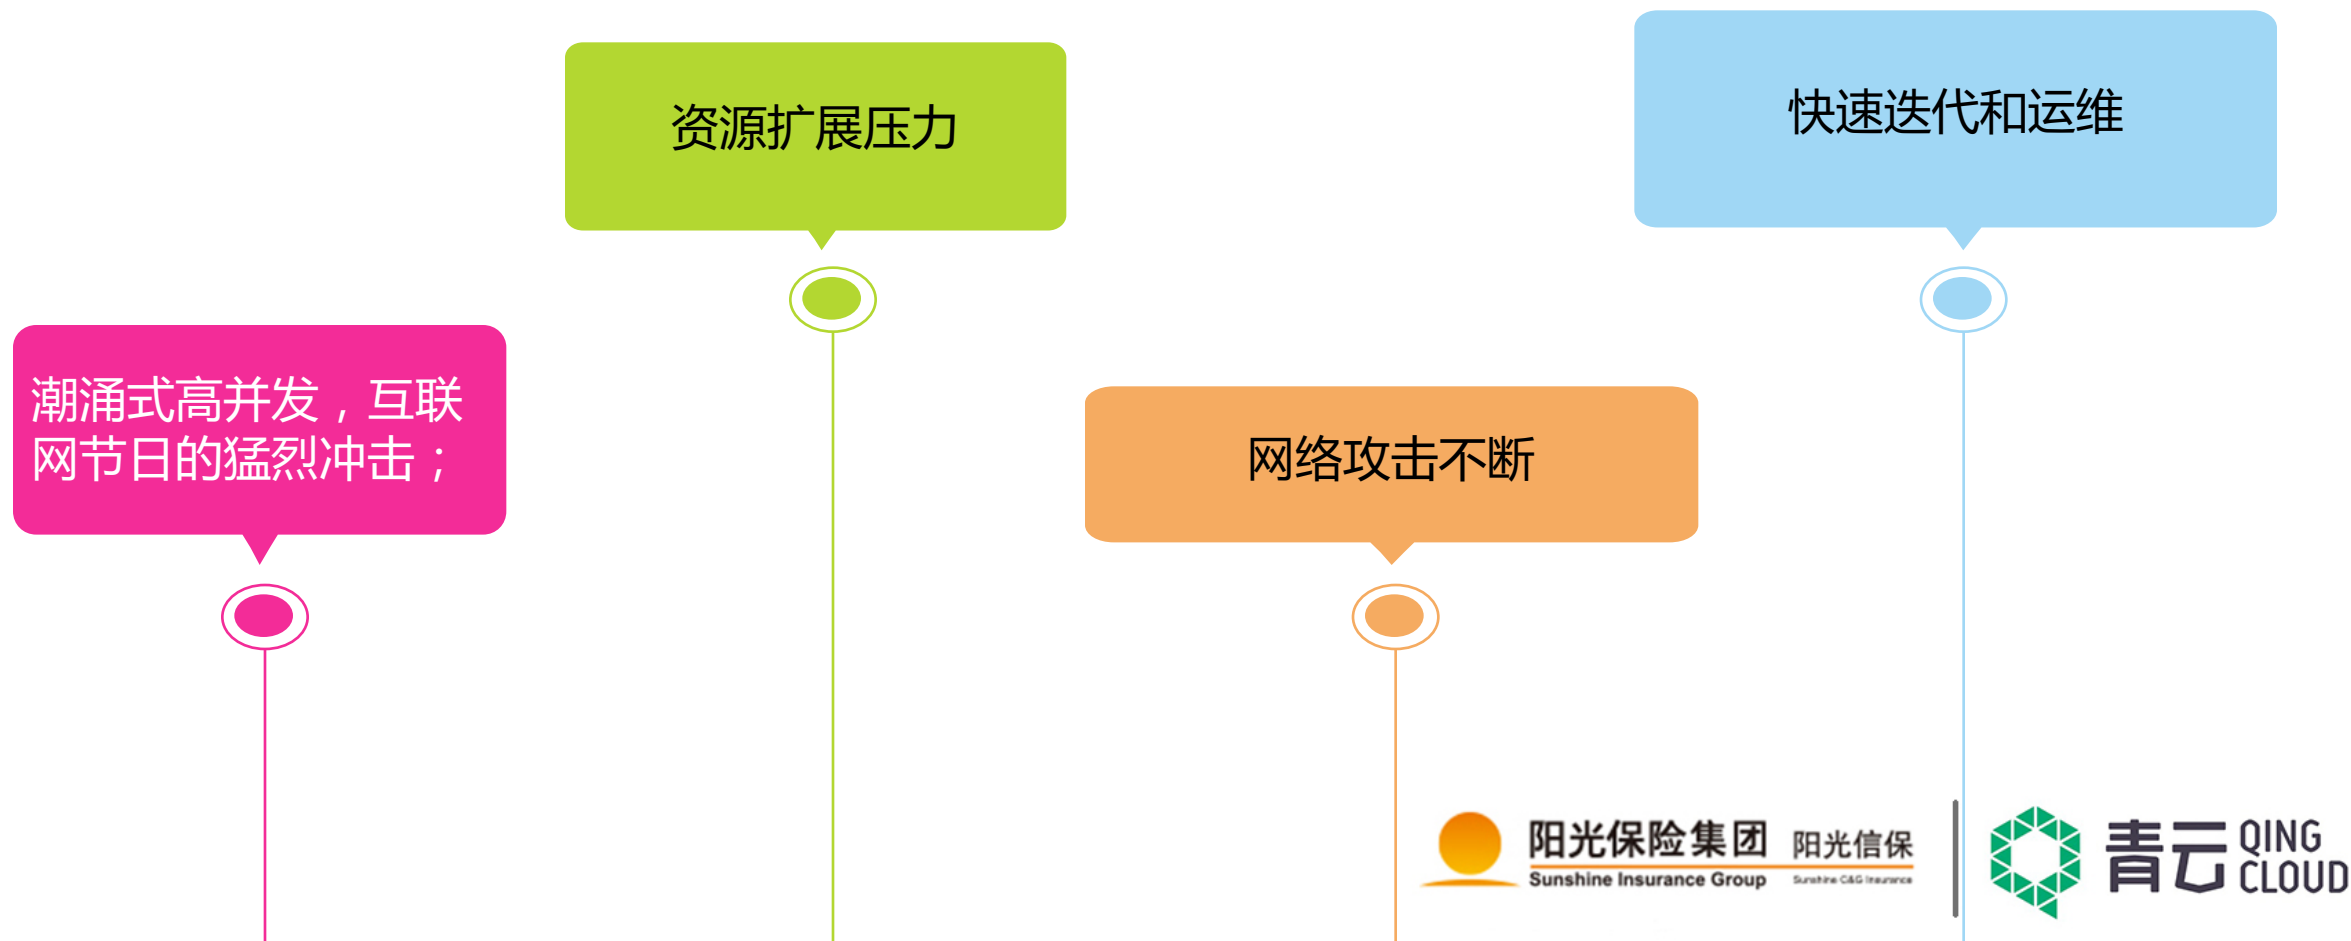 资源扩展压力
快速迭代和运维
潮涌式高并发，互联
网节日的猛烈冲击；
网络攻击不断
阳光保险集团
Sunshine Insurance Group
阳光信保
Sunshine C&G Insurance
青云
QING
CLOUD